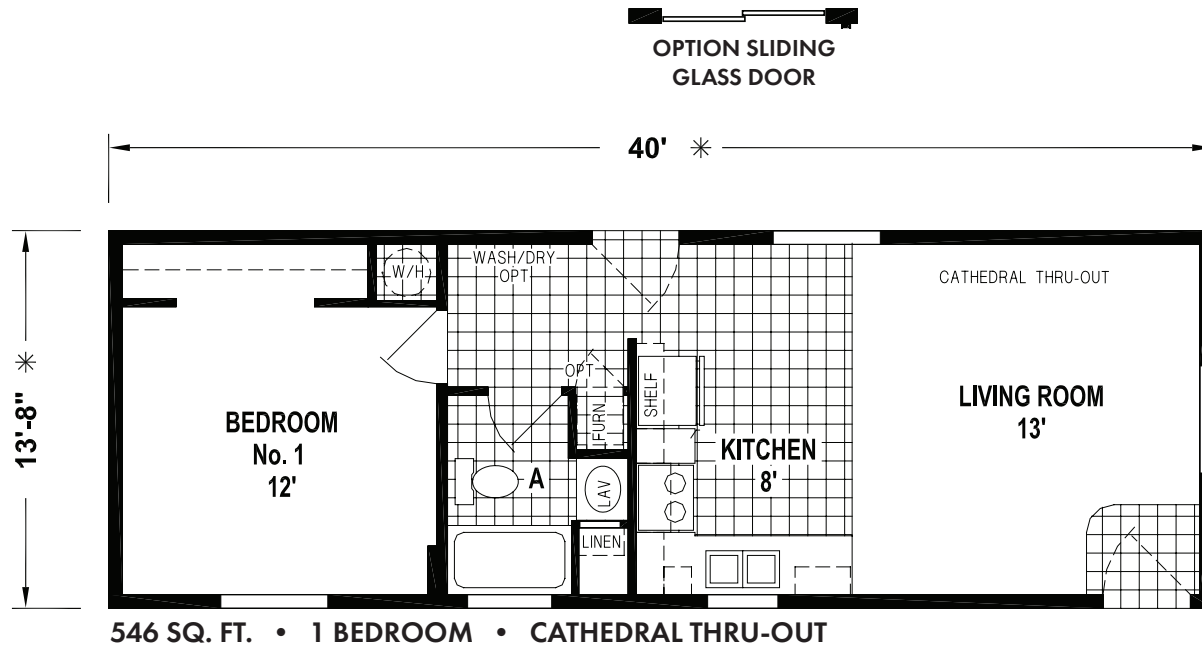 OPTION SLIDING
GLASS DOOR
40' ✳
13'-8" ✳
W/H
WASH/DRY
OPT
CATHEDRAL THRU-OUT
OPT
FURN
SHELF
BEDROOM
No. 1
12'
A
LAV
LINEN
KITCHEN
8'
LIVING ROOM
13'
546 SQ. FT. • 1 BEDROOM • CATHEDRAL THRU-OUT